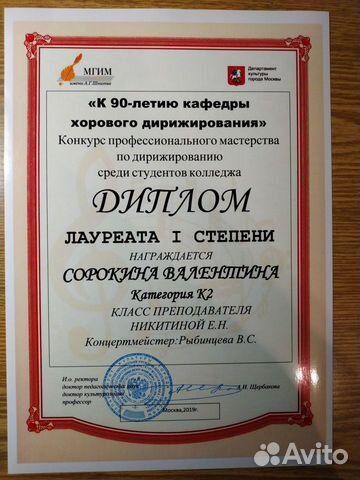 МГИМ
имени А.Г.Шнитке
Департамент
культуры
города Москвы
«К 90-летию кафедры
хорового дирижирования»
Конкурс профессионального мастерства
по дирижированию
среди студентов колледжа
ДИПЛОМ
ЛАУРЕАТА I СТЕПЕНИ
НАГРАЖДАЕТСЯ
СОРОКИНА ВАЛЕНТИНА
Категория К2
КЛАСС ПРЕПОДАВАТЕЛЯ
НИКИТИНОЙ Е.Н.
Концертмейстер:Рыбинцева В.С.
И.о. ректора
доктор педагогических наук
доктор культурологии
профессор
А.И. Щербакова
Москва,2019г.
Avito